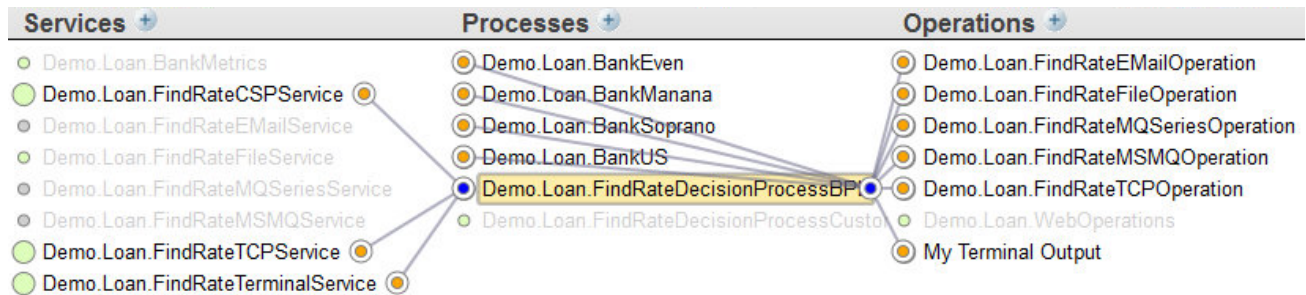 Services
Processes
Operations
Demo.Loan.BankMetrics
Demo.Loan.FindRateCSPService
Demo.Loan.FindRateEMailService
Demo.Loan.FindRateFileService
Demo.Loan.FindRateMQSeriesService
Demo.Loan.FindRateMSMQService
Demo.Loan.FindRateTCPService
Demo.Loan.FindRateTerminalService
Demo.Loan.BankEven
Demo.Loan.BankManana
Demo.Loan.BankSoprano
Demo.Loan.BankUS
Demo.Loan.FindRateDecisionProcessBP
Demo.Loan.FindRateDecisionProcessCusto
Demo.Loan.FindRateEMailOperation
Demo.Loan.FindRateFileOperation
Demo.Loan.FindRateMQSeriesOperation
Demo.Loan.FindRateMSMQOperation
Demo.Loan.FindRateTCPOperation
Demo.Loan.WebOperations
My Terminal Output